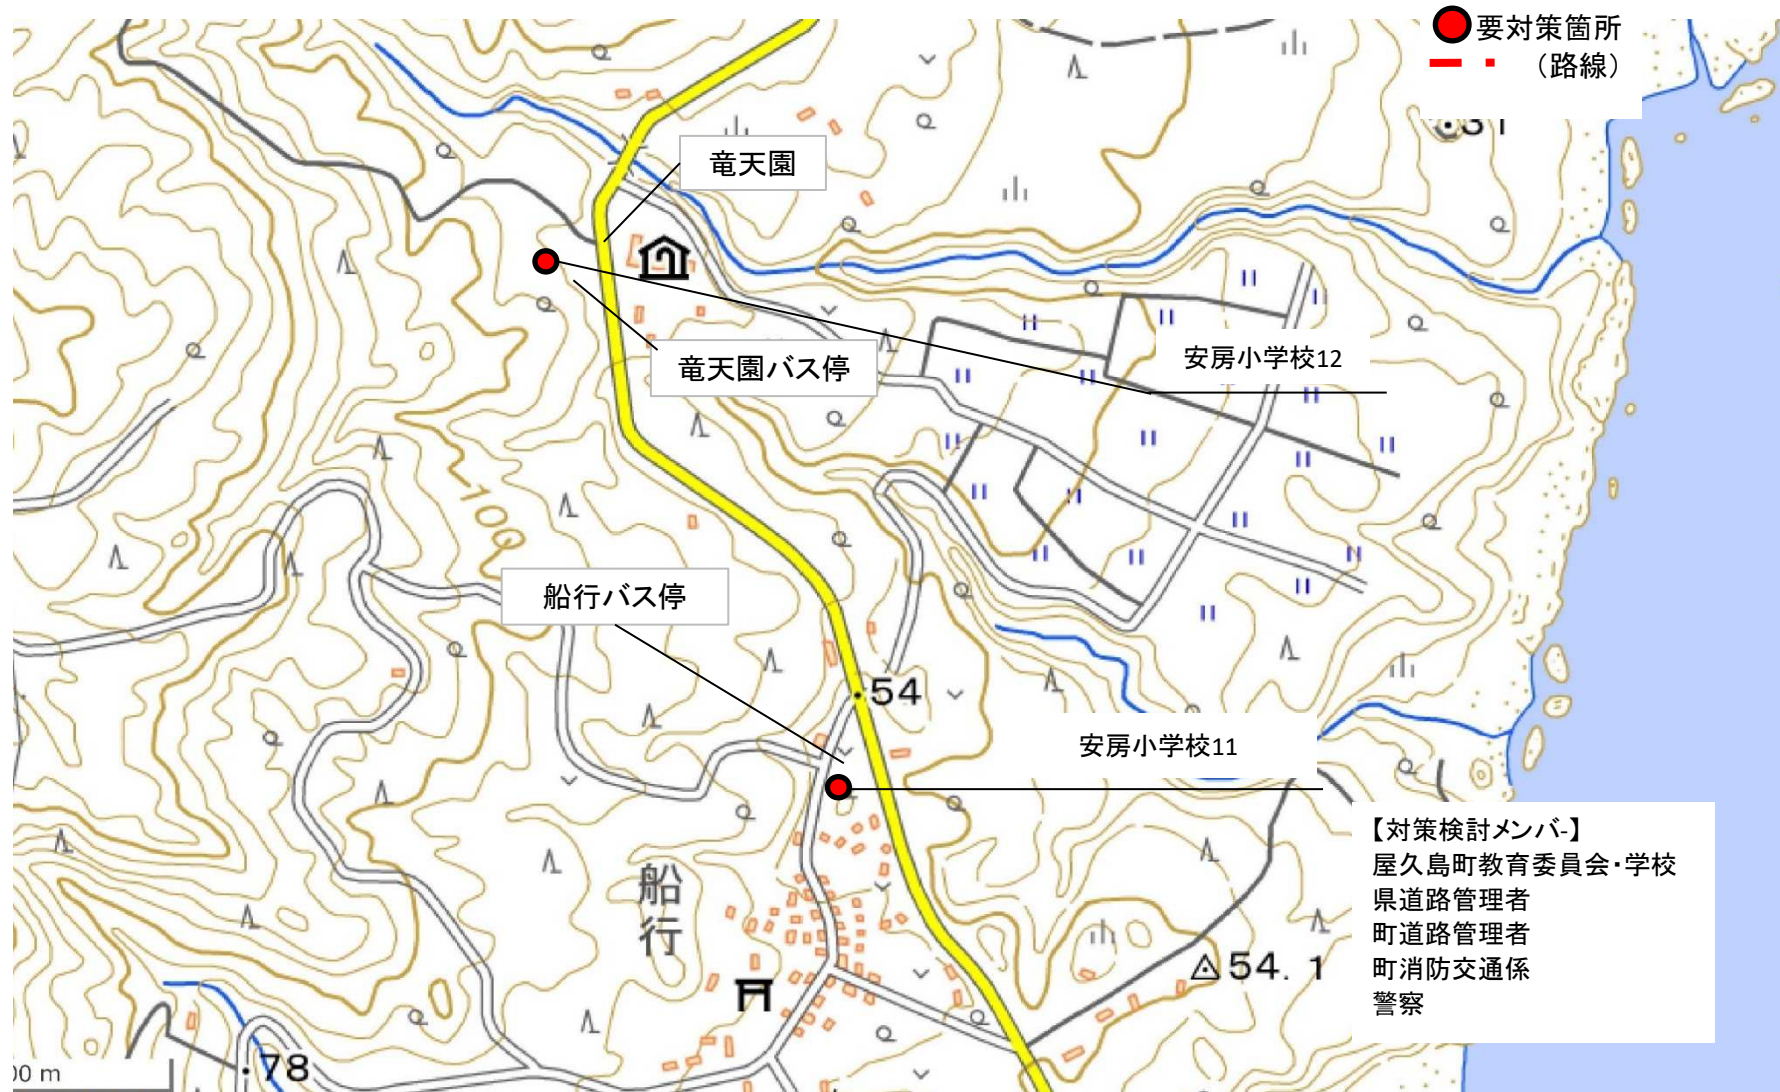 要対策箇所
（路線）
31
竜天園
竜天園バス停
安房小学校12
100
船行バス停
54
安房小学校11
【対策検討メンバ-】
屋久島町教育委員会・学校
県道路管理者
町道路管理者
町消防交通係
警察
船行
54.1
78
00 m